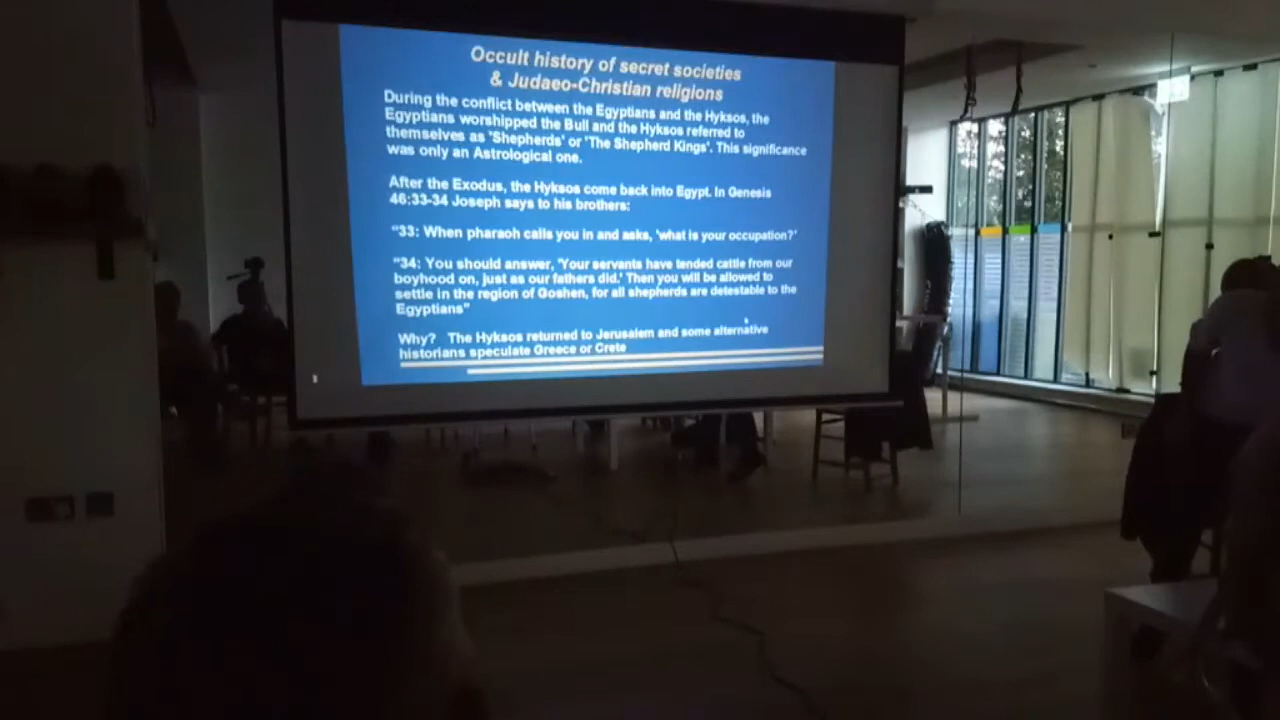 Occult history of secret societies
& Judaeo-Christian religions
During the conflict between the Egyptians and the Hyksos, the
Egyptians worshipped the Bull and the Hyksos referred to
themselves as 'Shepherds' or 'The Shepherd Kings'. This significance
was only an Astrological one.
After the Exodus, the Hyksos come back into Egypt. In Genesis
46:33-34 Joseph says to his brothers:
"33: When pharaoh calls you in and asks, 'what is your occupation?'
"34: You should answer, 'Your servants have tended cattle from our
boyhood on, just as our fathers did.' Then you will be allowed to
settle in the region of Goshen, for all shepherds are detestable to the
Egyptians"
Why? The Hyksos returned to Jerusalem and some alternative
historians speculate Greece or Crete